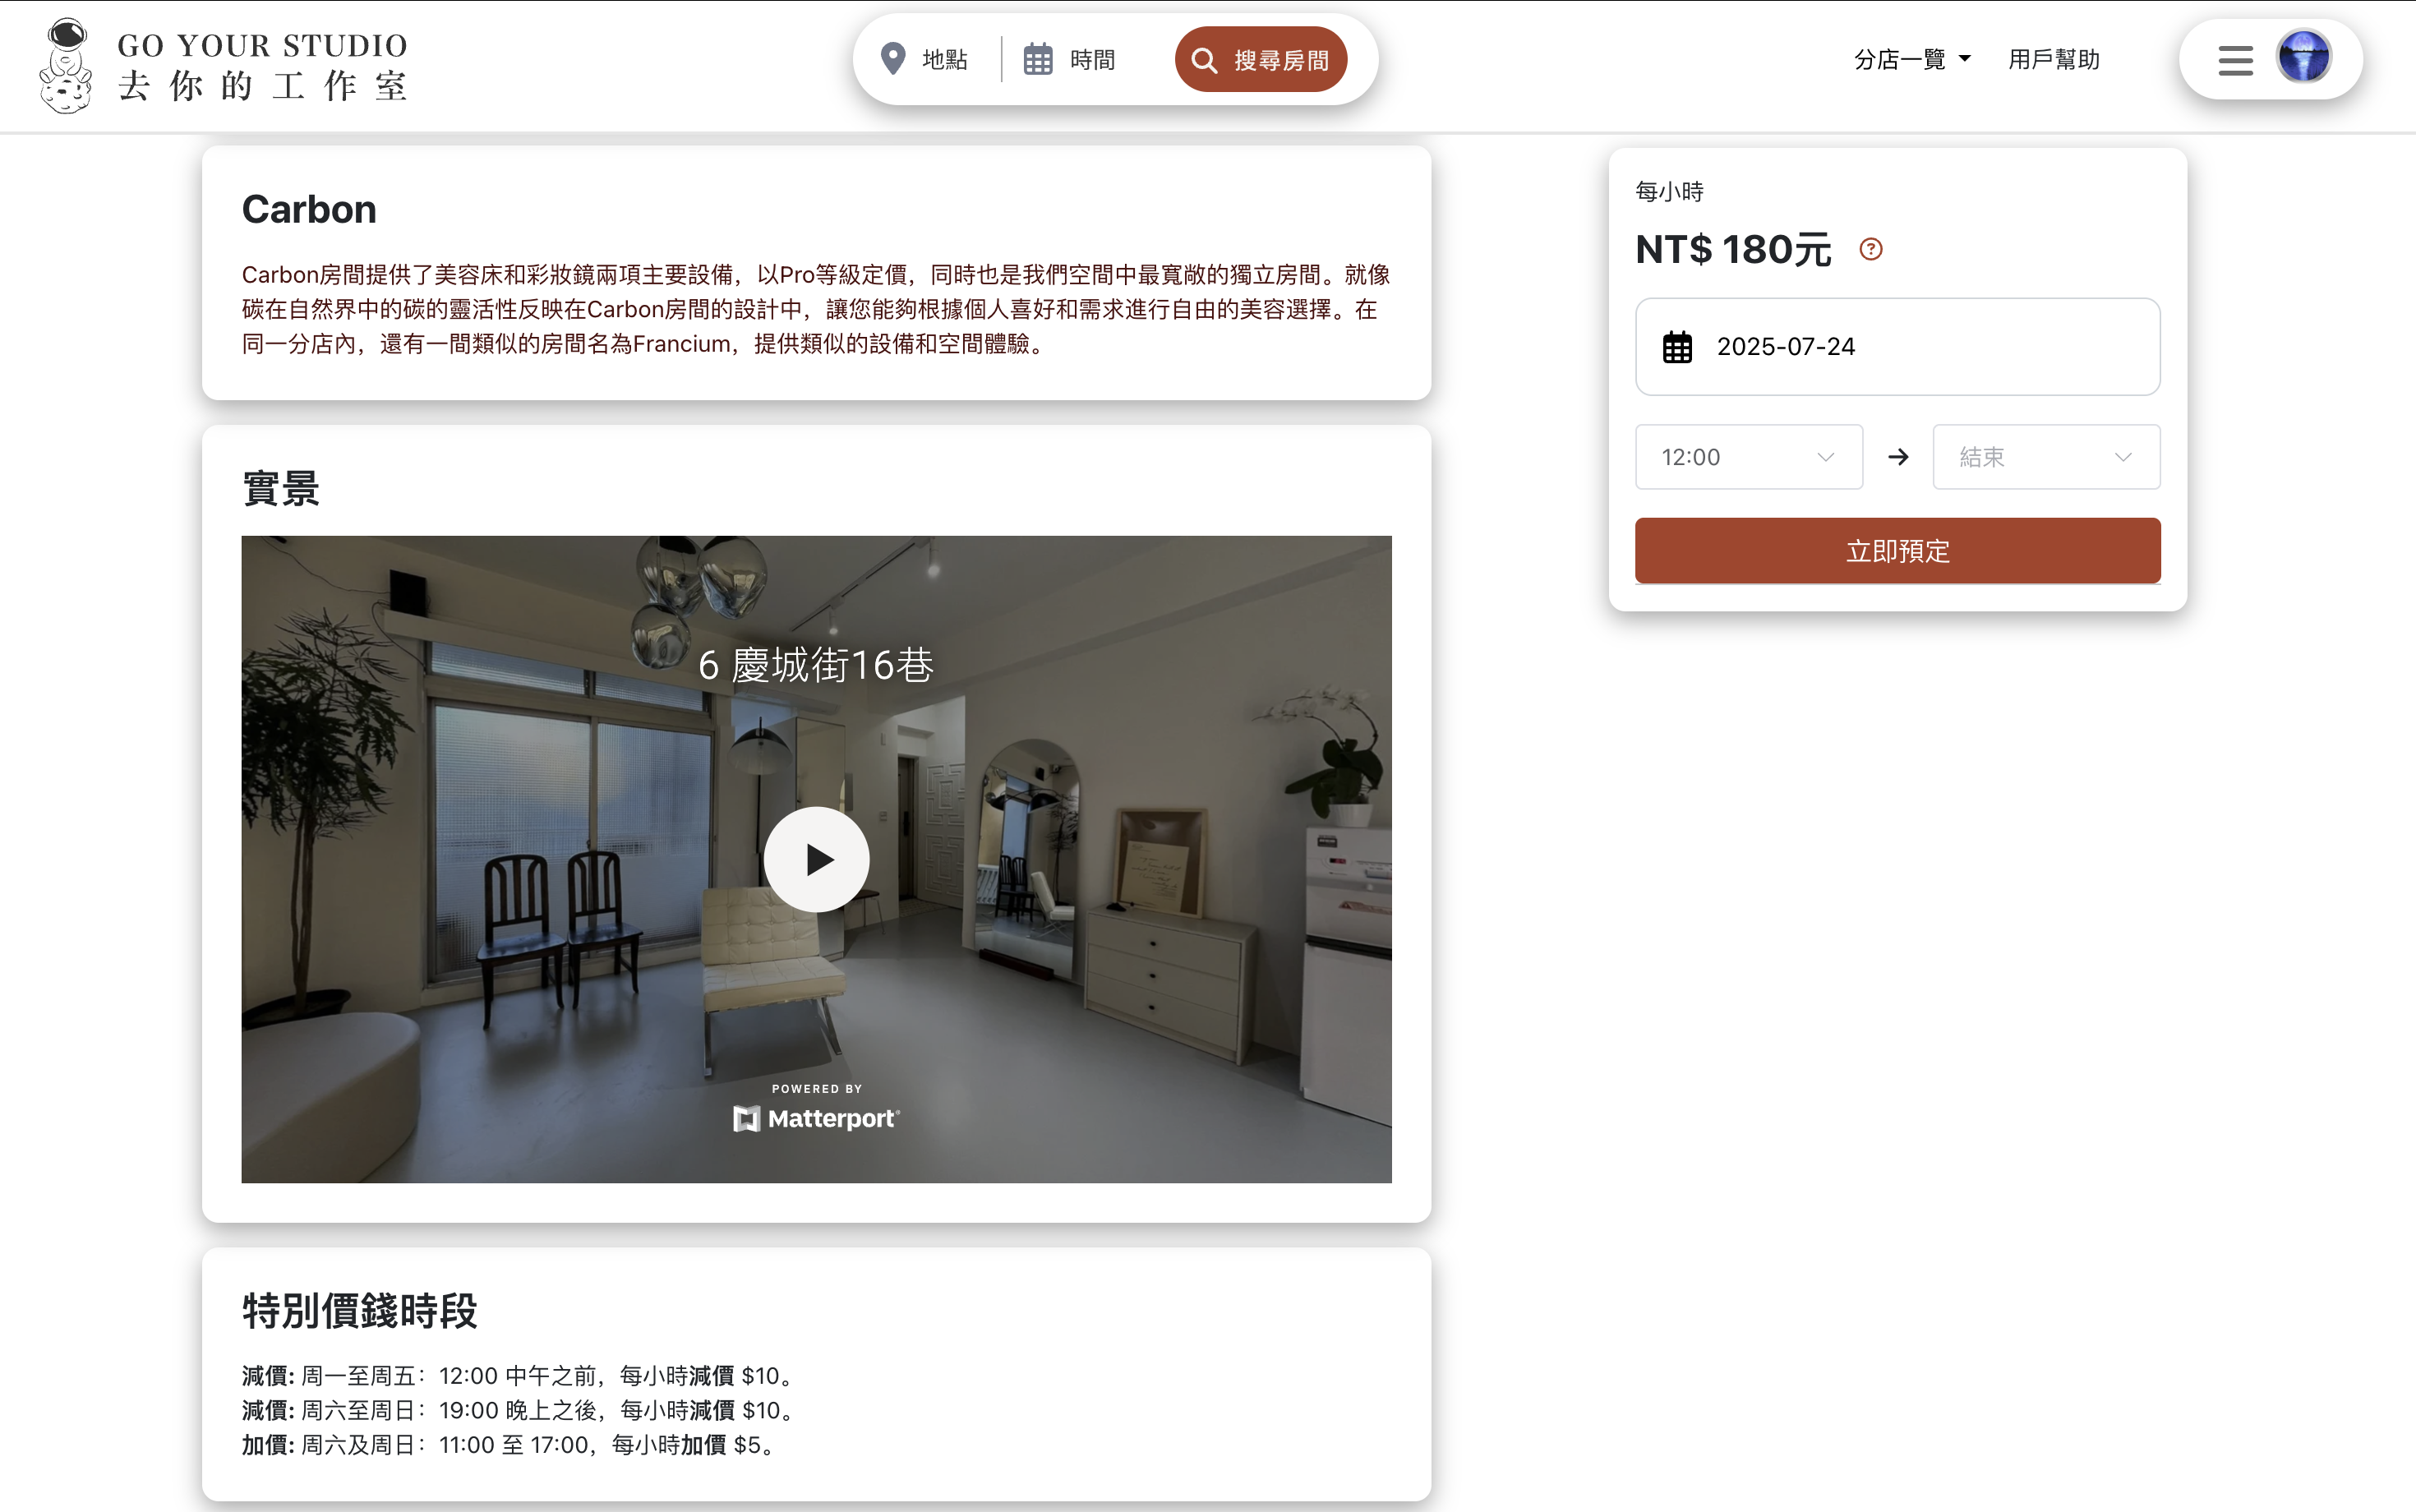 GO YOUR STUDIO
去你的工作室
地點
時間
搜尋房間
分店一覽
用戶幫助
Carbon
Carbon房間提供了美容床和彩妝鏡兩項主要設備，以Pro等級定價，同時也是我們空間中最寬敞的獨立房間。就像
碳在自然界中的碳的靈活性反映在Carbon房間的設計中，讓您能夠根據個人喜好和需求進行自由的美容選擇。在
同一分店內，還有一間類似的房間名為Francium，提供類似的設備和空間體驗。
每小時
NT$ 180元
2025-07-24
12:00
結束
立即預定
實景
6 慶城街16巷
POWERED BY
Matterport
特別價錢時段
減價: 周一至周五：12:00 中午之前，每小時減價 $10。
減價: 周六至周日：19:00 晚上之後，每小時減價 $10。
加價: 周六及周日：11:00 至 17:00，每小時加價 $5。